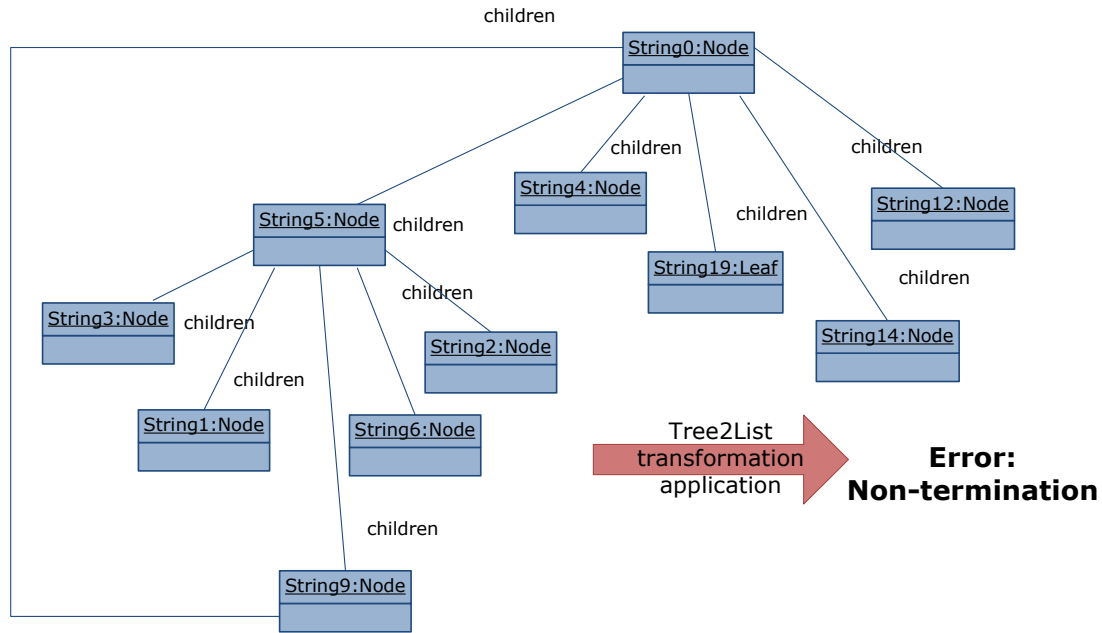 children
String0:Node
children
children
String4:Node
String12:Node
String5:Node
children
children
String19:Leaf
children
children
String3:Node
children
String14:Node
String2:Node
children
String1:Node
String6:Node
Tree2List
transformation
application
Error:
Non-termination
children
String9:Node